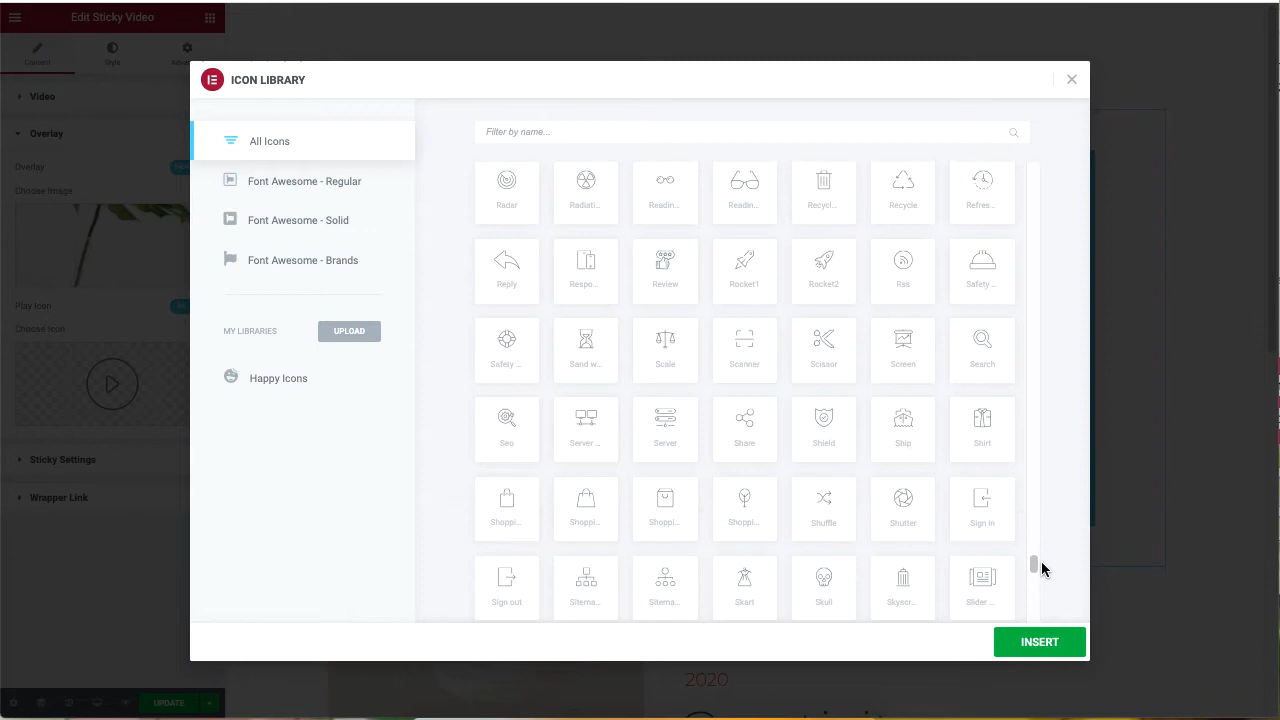 Edit Sticky Video
Content
Style
ICON LIBRARY
Video
Overlay
Overlay
Choose Image
Play Icon
Choose Icon
Sticky Settings
Wrapper Link
UPDATE
All Icons
Font Awesome - Regular
Font Awesome - Solid
Font Awesome - Brands
MY LIBRARIES
UPLOAD
Happy Icons
Filter by name...
Radar Radiati... Readin... Readin... Recycl... Recycle Refres...
Reply Respo... Review Rocket1 Rocket2 Rss Safety ...
Safety ... Sand w... Scale Scanner Scissor Screen Search
Seo Server ... Server Share Shield Ship Shirt
Shoppi... Shoppi... Shoppi... Shoppi... Shuffle Shutter Sign in
Sign out Sitema... Sitema... Skart Skull Skyscr... Slider ...
INSERT
2020